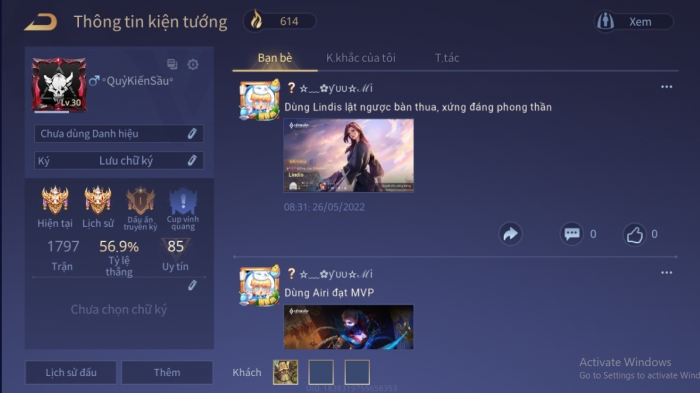 Thông tin kiện tướng
614
Xem
Bạn bè
K.khắc của tôi
T.tác
°QuỷKiếnSầu°
Lv.30
Chưa dùng Danh hiệu
Ký
Lưu chữ ký
Hiện tại
Lịch sử
Dấu ấn truyền kỳ
Cup vinh quang
1797
56,9%
85
Trận
Tỷ lệ thắng
Uy tín
Chưa chọn chữ ký
Lịch sử đấu
Thêm
Dùng Lindis lật ngược bàn thua, xứng đáng phong thần
Lindis
08:31, 26/05/2022
0
0
Dùng Airi đạt MVP
Khách
Activate Windows
Go to Settings to activate Wind